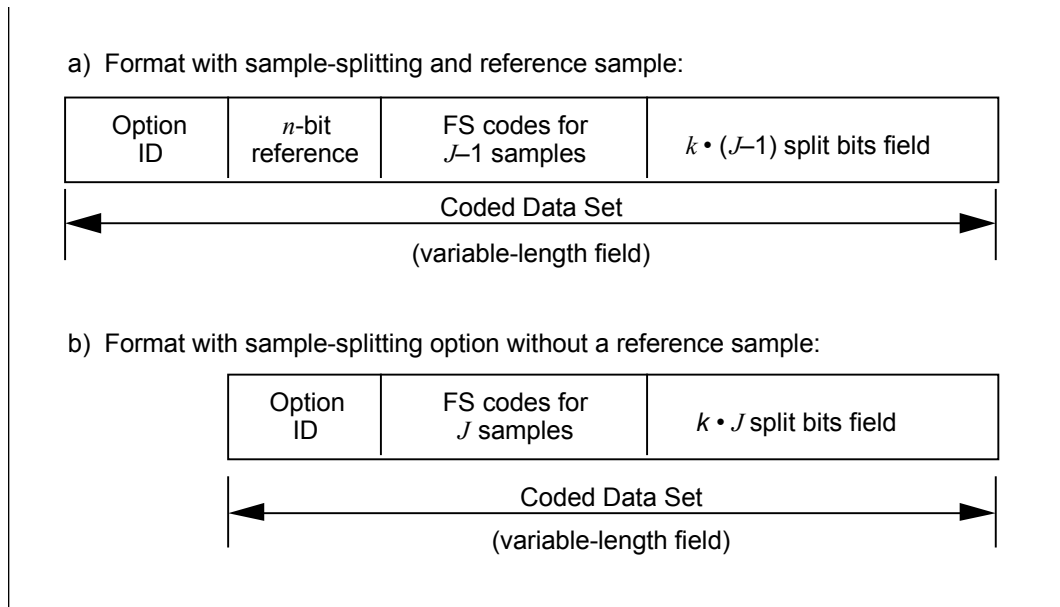 a) Format with sample-splitting and reference sample:
Option
ID
n-bit
reference
FS codes for
J–1 samples
k • (J–1) split bits field
Coded Data Set
(variable-length field)
b) Format with sample-splitting option without a reference sample:
Option
ID
FS codes for
J samples
k • J split bits field
Coded Data Set
(variable-length field)